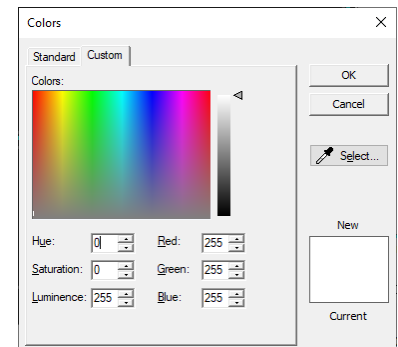 Colors
Standard Custom
Colors:
OK
Cancel
Select...
Hue: 0 Red: 255
Saturation: 0 Green: 255
Luminence: 255 Blue: 255
New
Current